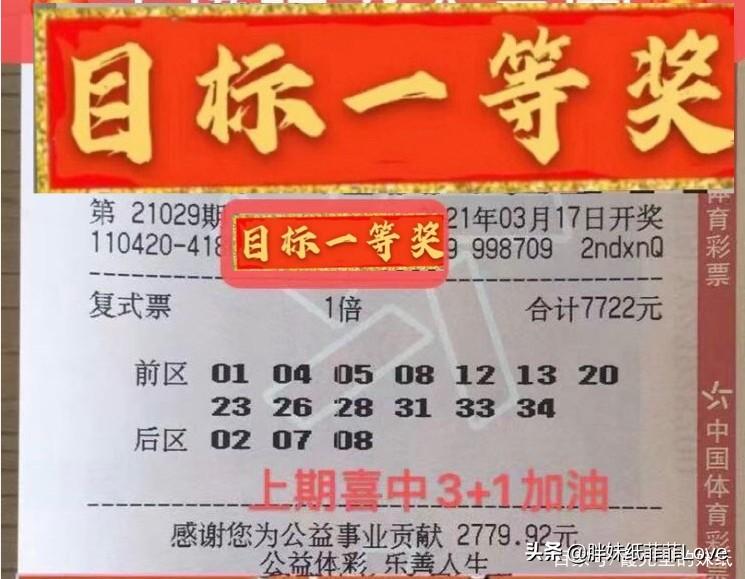 目标一等奖
第 21029期
21年03月17日开奖
110420-418
9 998709 2ndxnQ
目标一等奖
复式票 1倍 合计7722元
前区 01 04 05 08 12 13 20
23 26 28 31 33 34
后区 02 07 08
上期喜中3+1加油
感谢您为公益事业贡献 2779.92元
公益体彩 乐善人生
体育彩票
中国体育彩票
头条 @胖妹纸菲菲Love